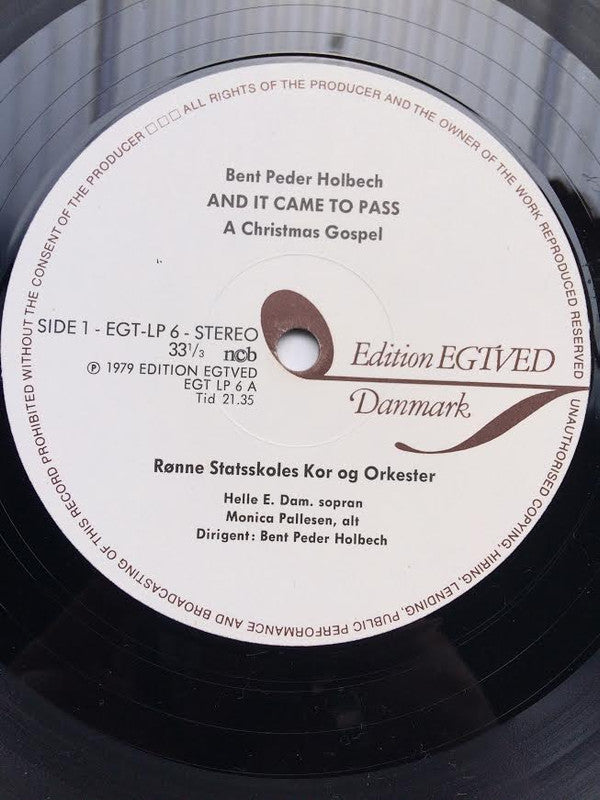 ALL RIGHTS OF THE PRODUCER AND THE OWNER OF THE WORK REPRODUCED RESERVED UNAUTHORISED COPYING, HIRING, LENDING, PUBLIC PERFORMANCE AND BROADCASTING OF THIS RECORD PROHIBITED WITHOUT THE CONSENT OF THE PRODUCER □□□
Bent Peder Holbech
AND IT CAME TO PASS
A Christmas Gospel
SIDE 1 - EGT-LP 6 - STEREO
33 1/3 ncb
Ⓟ 1979 EDITION EGTVED
EGT LP 6 A
Tid 21.35
Edition EGTVED
Danmark
Rønne Statsskoles Kor og Orkester
Helle E. Dam. sopran
Monica Pallesen, alt
Dirigent: Bent Peder Holbech